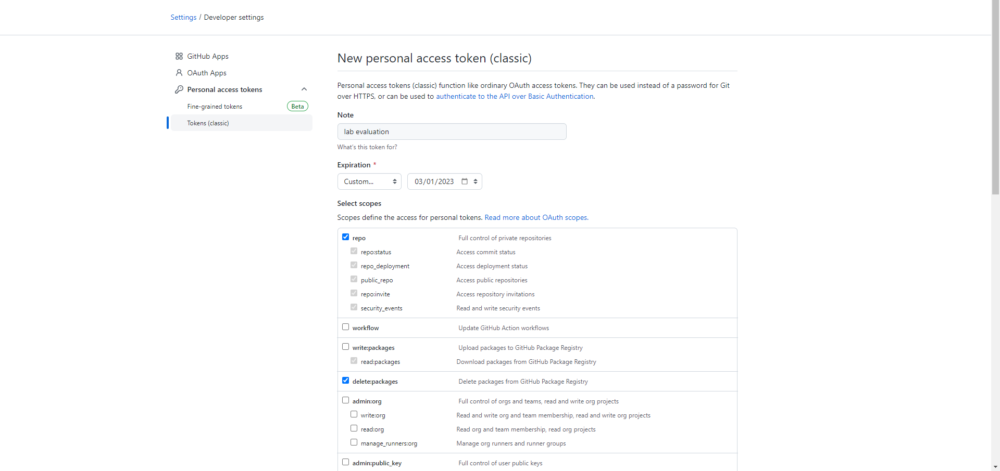 Settings / Developer settings
GitHub Apps
OAuth Apps
Personal access tokens
Fine-grained tokens Beta
Tokens (classic)
New personal access token (classic)
Personal access tokens (classic) function like ordinary OAuth access tokens. They can be used instead of a password for Git
over HTTPS, or can be used to authenticate to the API over Basic Authentication.
Note
lab evaluation
What's this token for?
Expiration *
Custom... 03/01/2023
Select scopes
Scopes define the access for personal tokens. Read more about OAuth scopes.
repo Full control of private repositories
repo:status Access commit status
repo_deployment Access deployment status
public_repo Access public repositories
repo:invite Access repository invitations
security_events Read and write security events
workflow Update GitHub Action workflows
write:packages Upload packages to GitHub Package Registry
read:packages Download packages from GitHub Package Registry
delete:packages Delete packages from GitHub Package Registry
admin:org Full control of orgs and teams, read and write org projects
write:org Read and write org and team membership, read and write org projects
read:org Read org and team membership, read org projects
manage_runners:org Manage org runners and runner groups
admin:public_key Full control of user public keys